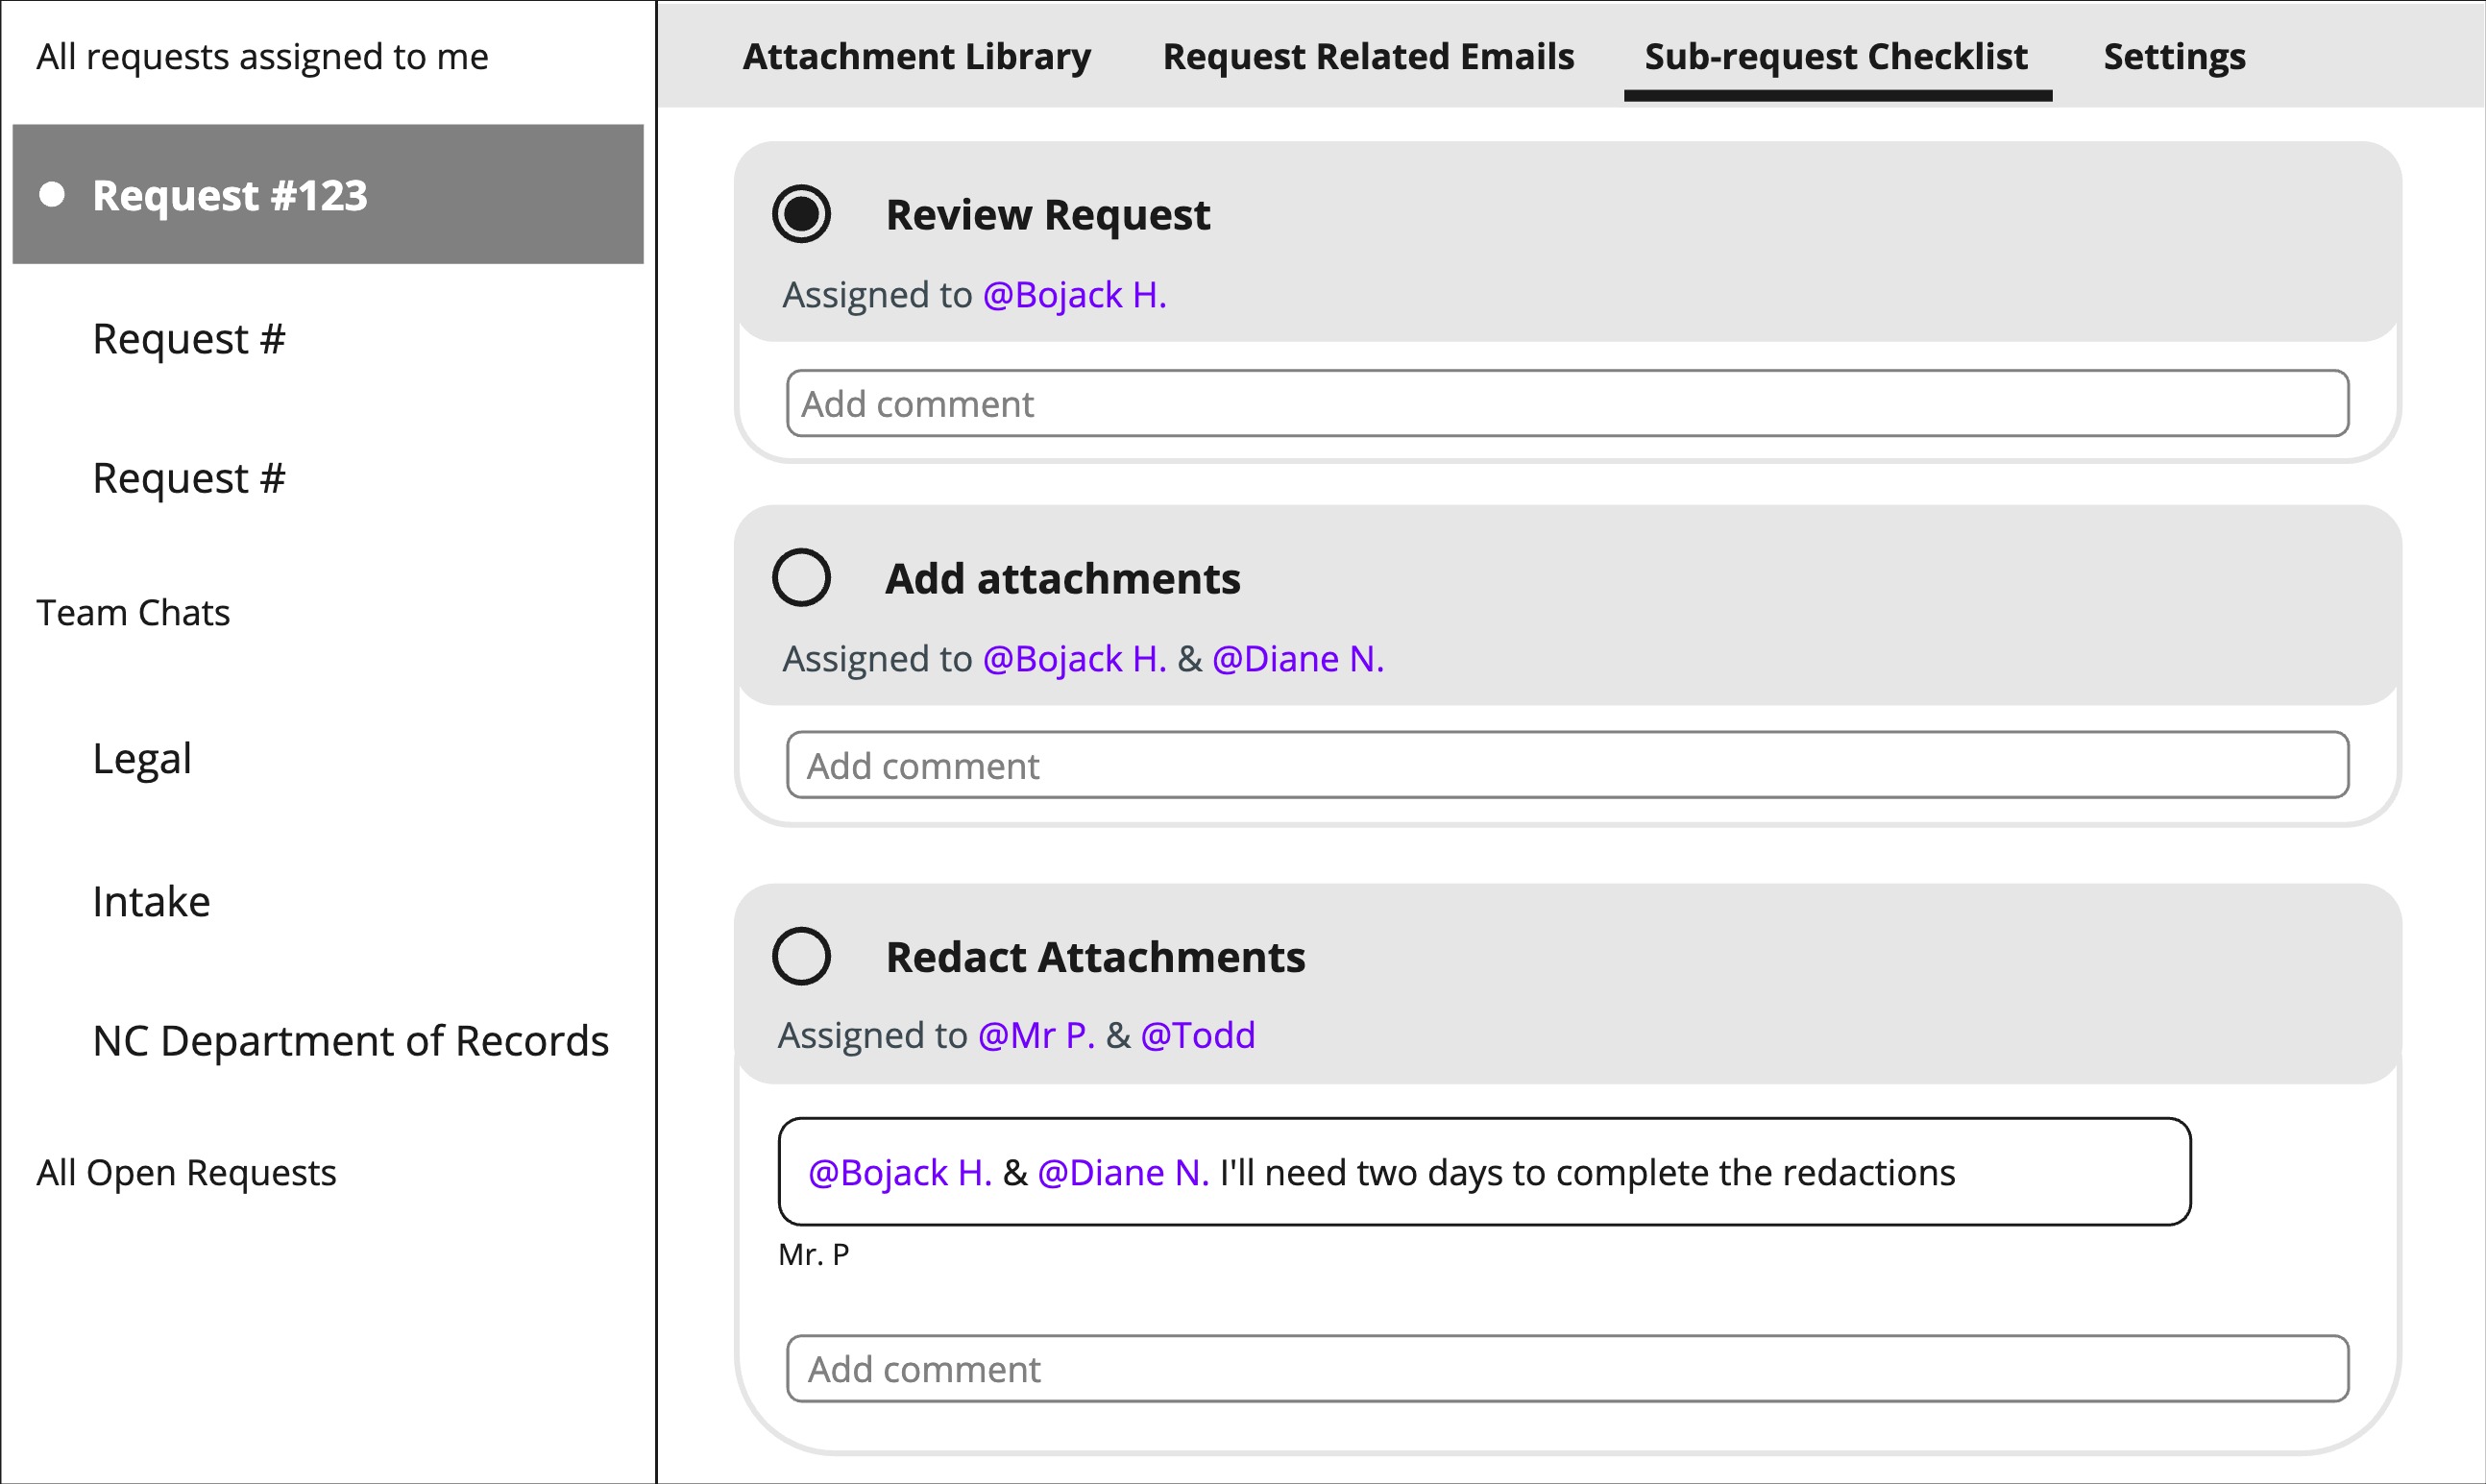 All requests assigned to me
Request #123
Request #
Request #
Team Chats
Legal
Intake
NC Department of Records
All Open Requests
Attachment Library Request Related Emails Sub-request Checklist Settings
Review Request
Assigned to @Bojack H.
Add comment
Add attachments
Assigned to @Bojack H. & @Diane N.
Add comment
Redact Attachments
Assigned to @Mr P. & @Todd
@Bojack H. & @Diane N. I'll need two days to complete the redactions
Mr. P
Add comment